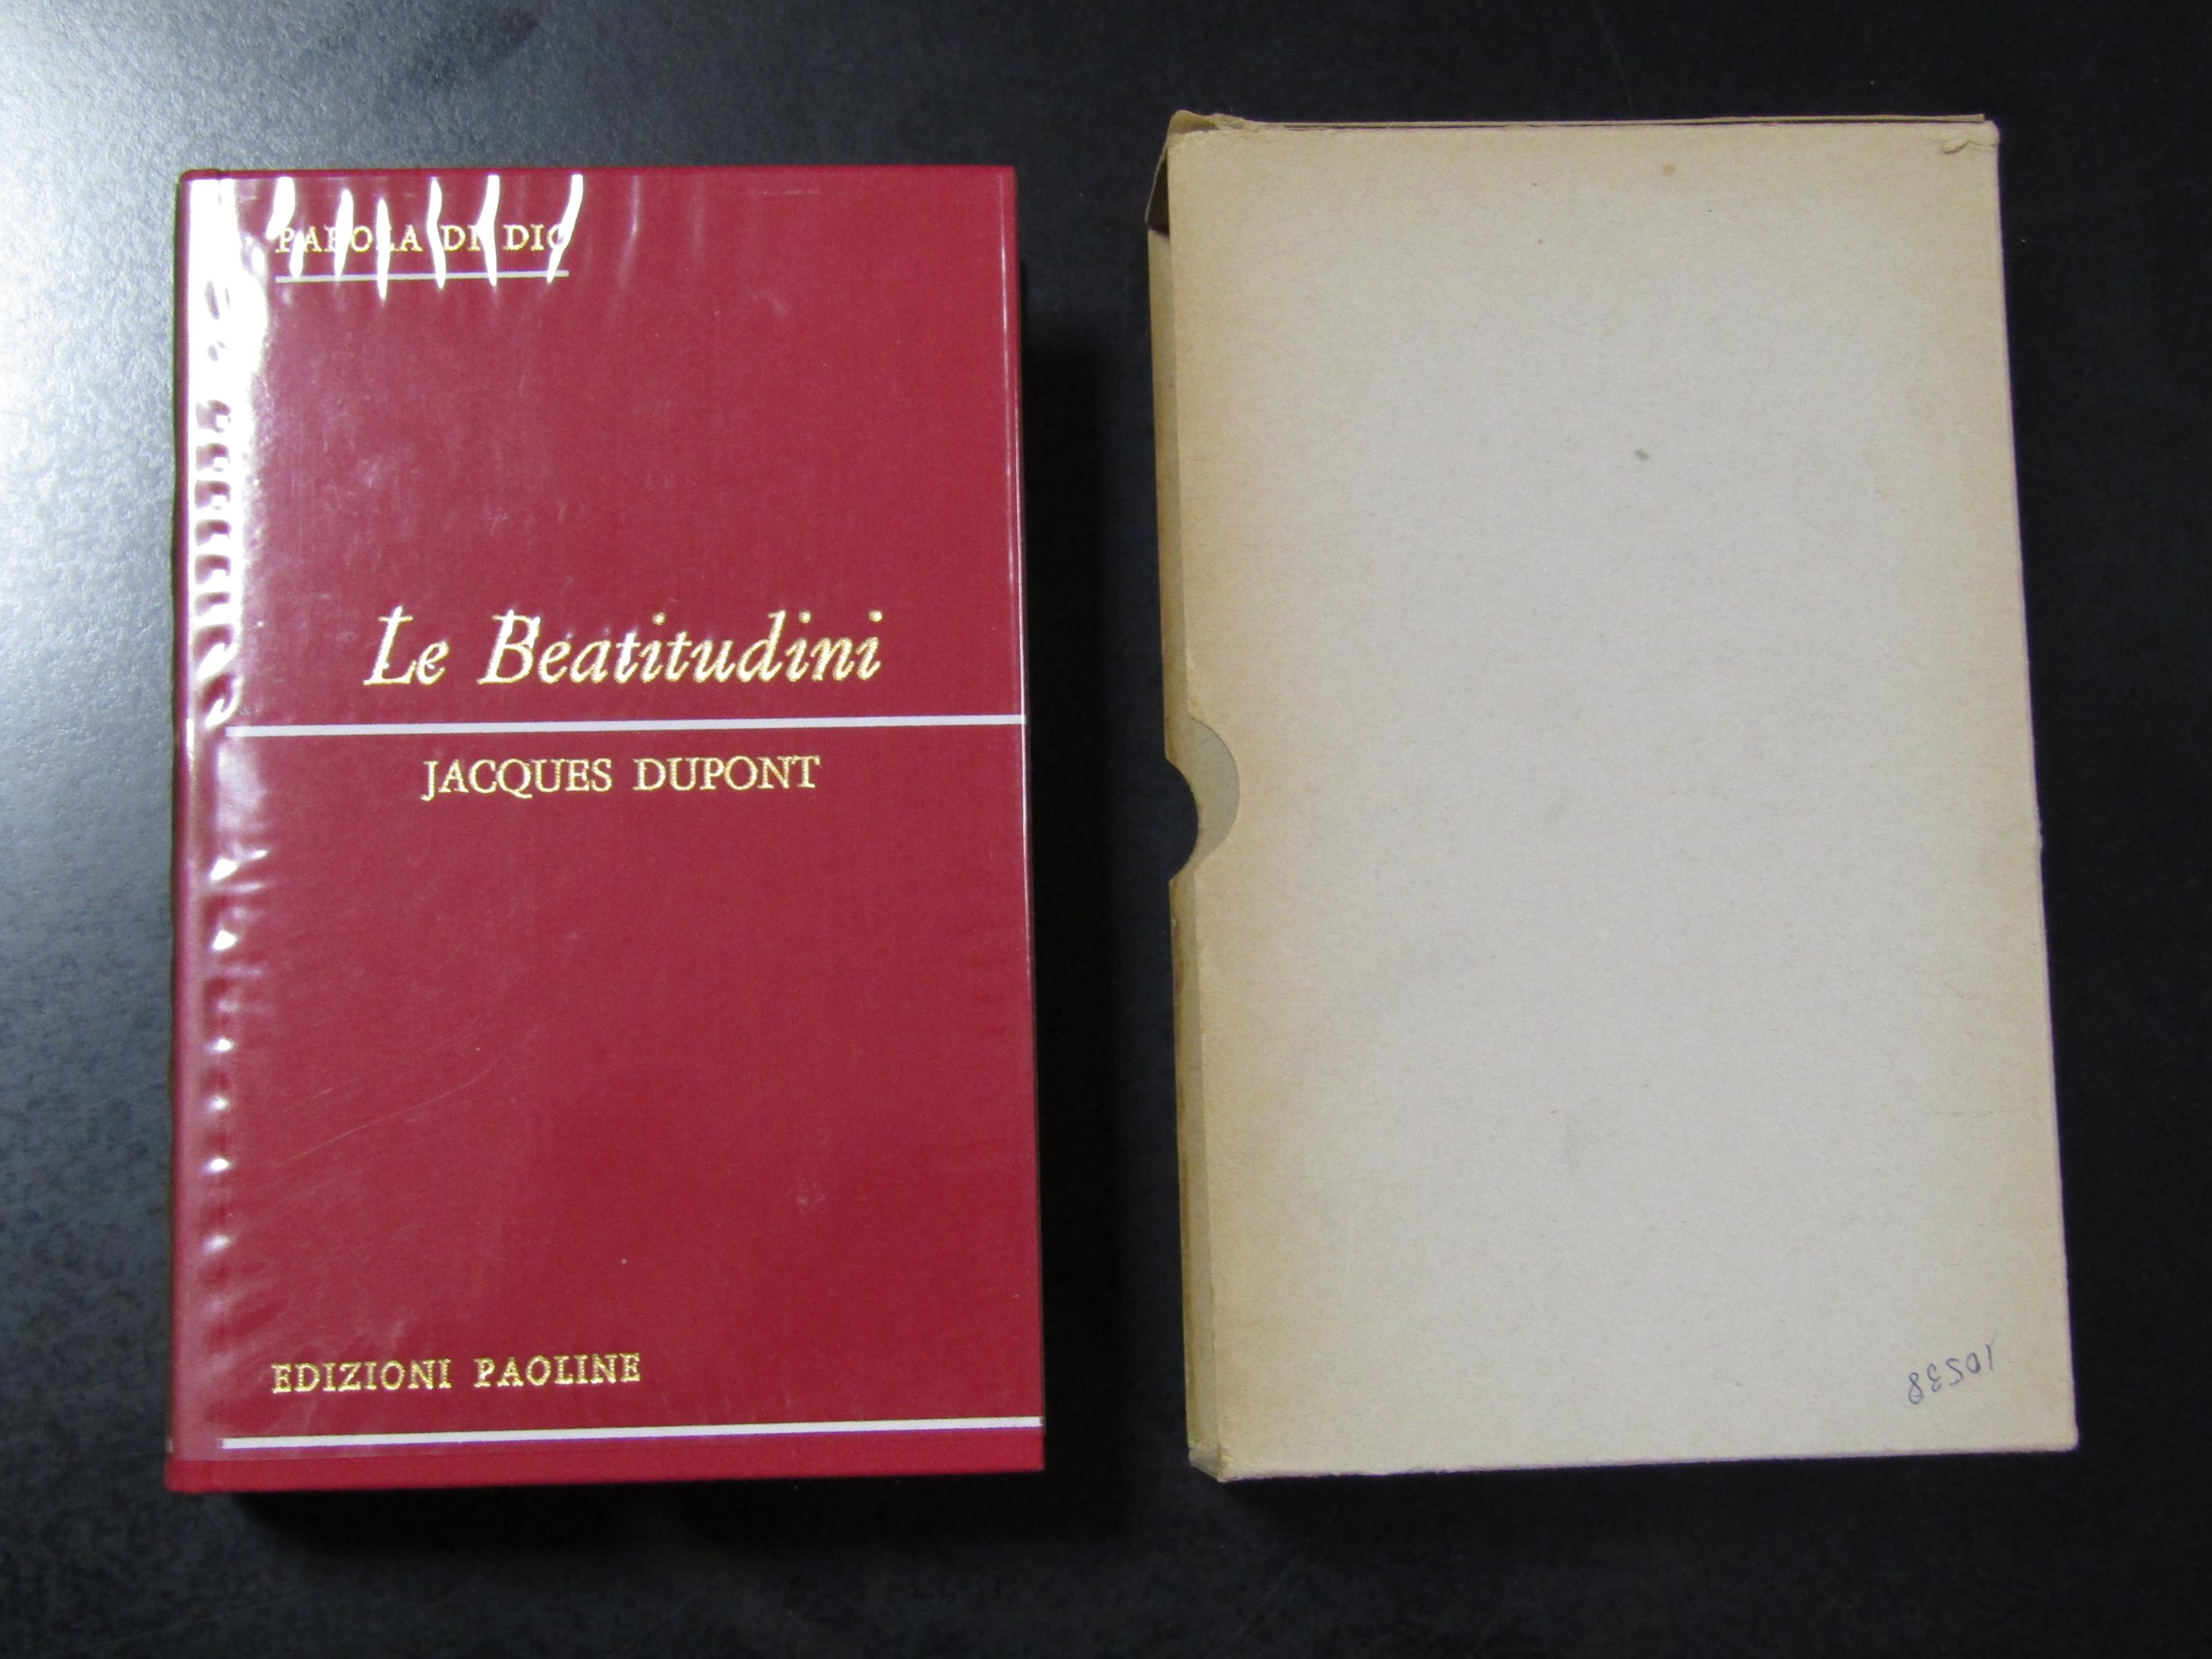 PAROLA DI DIO
Le Beatitudini
JACQUES DUPONT
EDIZIONI PAOLINE
10538